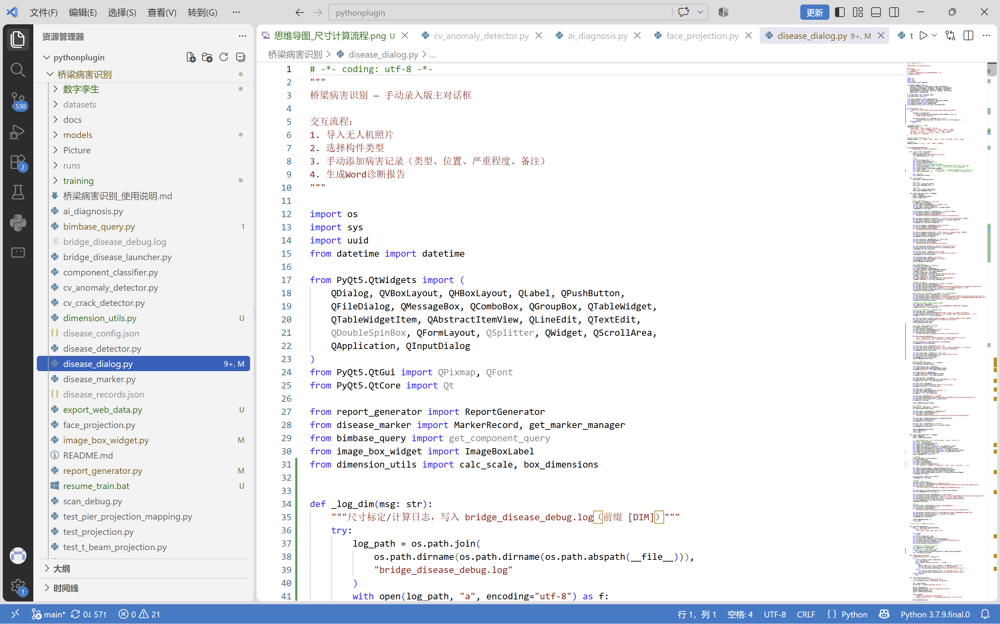 文件(F) 编辑(E) 选择(S) 查看(V) 转到(G) ··· pythonplugin 更新
资源管理器 ···
pythonplugin
桥梁病害识别
数字孪生
datasets
docs
models
Picture
runs
training
桥梁病害识别_使用说明.md
ai_diagnosis.py
bimbase_query.py 1
bridge_disease_debug.log
bridge_disease_launcher.py
component_classifier.py
cv_anomaly_detector.py
cv_crack_detector.py
dimension_utils.py U
disease_config.json
disease_detector.py
disease_dialog.py 9+, M
disease_marker.py
disease_records.json
export_web_data.py U
face_projection.py
image_box_widget.py M
README.md
report_generator.py M
resume_train.bat U
scan_debug.py
test_pier_projection_mapping.py
test_projection.py
test_t_beam_projection.py
大纲
时间线
530
2
1
思维导图_尺寸计算流程.png U cv_anomaly_detector.py ai_diagnosis.py face_projection.py disease_dialog.py 9+, M t
桥梁病害识别 > disease_dialog.py > ...
1 # -*- coding: utf-8 -*-
2 """
3 桥梁病害识别 — 手动录入版主对话框
4
5 交互流程：
6 1. 导入无人机照片
7 2. 选择构件类型
8 3. 手动添加病害记录（类型、位置、严重程度、备注）
9 4. 生成Word诊断报告
10 """
11
12 import os
13 import sys
14 import uuid
15 from datetime import datetime
16
17 from PyQt5.QtWidgets import (
18 QDialog, QVBoxLayout, QHBoxLayout, QLabel, QPushButton,
19 QFileDialog, QMessageBox, QComboBox, QGroupBox, QTableWidget,
20 QTableWidgetItem, QAbstractItemView, QLineEdit, QTextEdit,
21 QDoubleSpinBox, QFormLayout, QSplitter, QWidget, QScrollArea,
22 QApplication, QInputDialog
23 )
24 from PyQt5.QtGui import QPixmap, QFont
25 from PyQt5.QtCore import Qt
26
27 from report_generator import ReportGenerator
28 from disease_marker import MarkerRecord, get_marker_manager
29 from bimbase_query import get_component_query
30 from image_box_widget import ImageBoxLabel
31 from dimension_utils import calc_scale, box_dimensions
32
33
34 def _log_dim(msg: str):
35 """尺寸标定/计算日志，写入 bridge_disease_debug.log（前缀 [DIM]）"""
36 try:
37 log_path = os.path.join(
38 os.path.dirname(os.path.dirname(os.path.abspath(__file__))),
39 "bridge_disease_debug.log"
40 )
41 with open(log_path, "a", encoding="utf-8") as f:
main* 0↓ 57↑ 0 21 行 1，列 1 空格: 4 UTF-8 CRLF { } Python Python 3.7.9.final.0